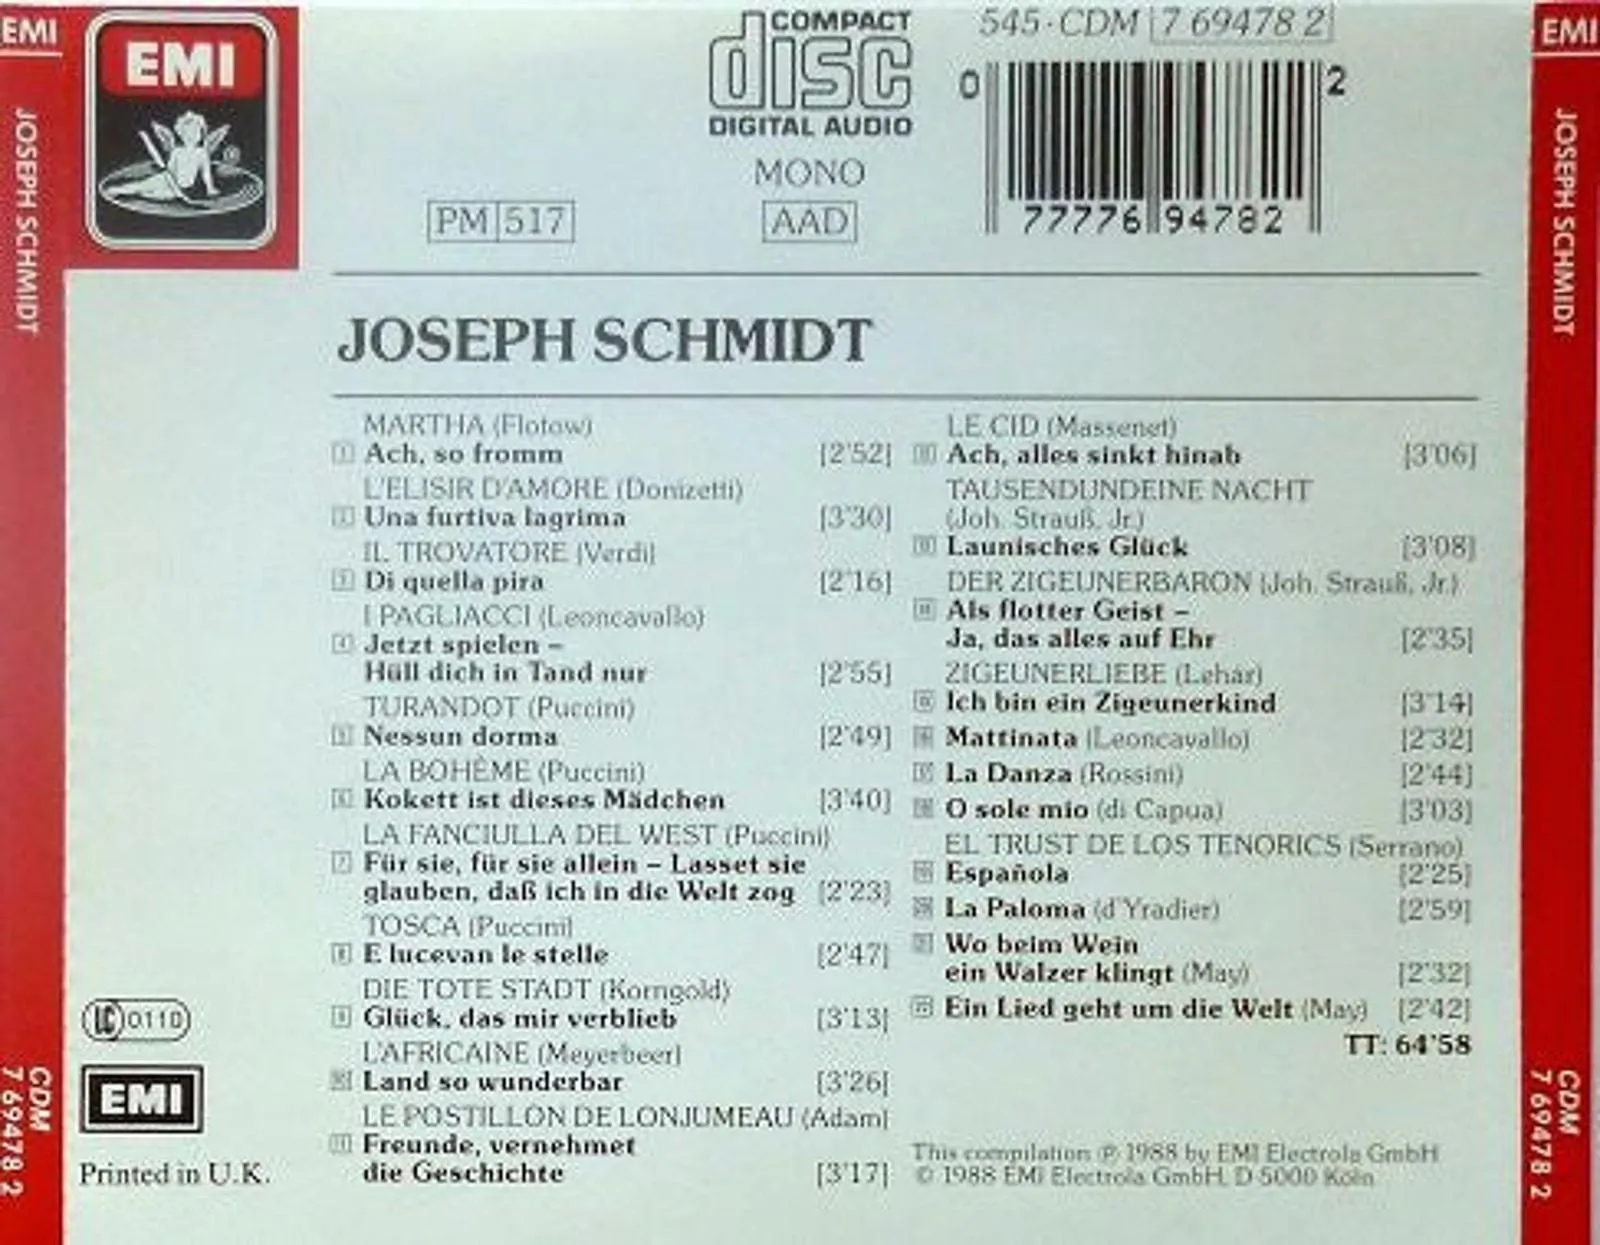 EMI
JOSEPH SCHMIDT
CDM
7 69478 2
EMI
COMPACT
disc
DIGITAL AUDIO
MONO
AAD
PM 517
545·CDM 7 69478 2
0 77776 94782 2
JOSEPH SCHMIDT
MARTHA (Flotow)
1 Ach, so fromm [2'52]
L'ELISIR D'AMORE (Donizetti)
2 Una furtiva lagrima [3'30]
IL TROVATORE (Verdi)
3 Di quella pira [2'16]
I PAGLIACCI (Leoncavallo)
4 Jetzt spielen –
Hüll dich in Tand nur [2'55]
TURANDOT (Puccini)
5 Nessun dorma [2'49]
LA BOHÈME (Puccini)
6 Kokett ist dieses Mädchen [3'40]
LA FANCIULLA DEL WEST (Puccini)
7 Für sie, für sie allein – Lasset sie
glauben, daß ich in die Welt zog [2'23]
TOSCA (Puccini)
8 E lucevan le stelle [2'47]
DIE TOTE STADT (Korngold)
9 Glück, das mir verblieb [3'13]
L'AFRICAINE (Meyerbeer)
10 Land so wunderbar [3'26]
LE POSTILLON DE LONJUMEAU (Adam)
11 Freunde, vernehmet
die Geschichte [3'17]
LE CID (Massenet)
12 Ach, alles sinkt hinab [3'06]
TAUSENDUNDEINE NACHT
(Joh. Strauß, Jr.)
13 Launisches Glück [3'08]
DER ZIGEUNERBARON (Joh. Strauß, Jr.)
14 Als flotter Geist –
Ja, das alles auf Ehr [2'35]
ZIGEUNERLIEBE (Lehár)
15 Ich bin ein Zigeunerkind [3'14]
16 Mattinata (Leoncavallo) [2'32]
17 La Danza (Rossini) [2'44]
18 O sole mio (di Capua) [3'03]
EL TRUST DE LOS TENORICS (Serrano)
19 Española [2'25]
20 La Paloma (d'Yradier) [2'59]
21 Wo beim Wein
ein Walzer klingt (May) [2'32]
22 Ein Lied geht um die Welt (May) [2'42]
TT: 64'58
LC 0110
EMI
Printed in U.K.
This compilation ℗ 1988 by EMI Electrola GmbH
© 1988 EMI Electrola GmbH, D-5000 Köln
EMI
JOSEPH SCHMIDT
CDM
7 69478 2